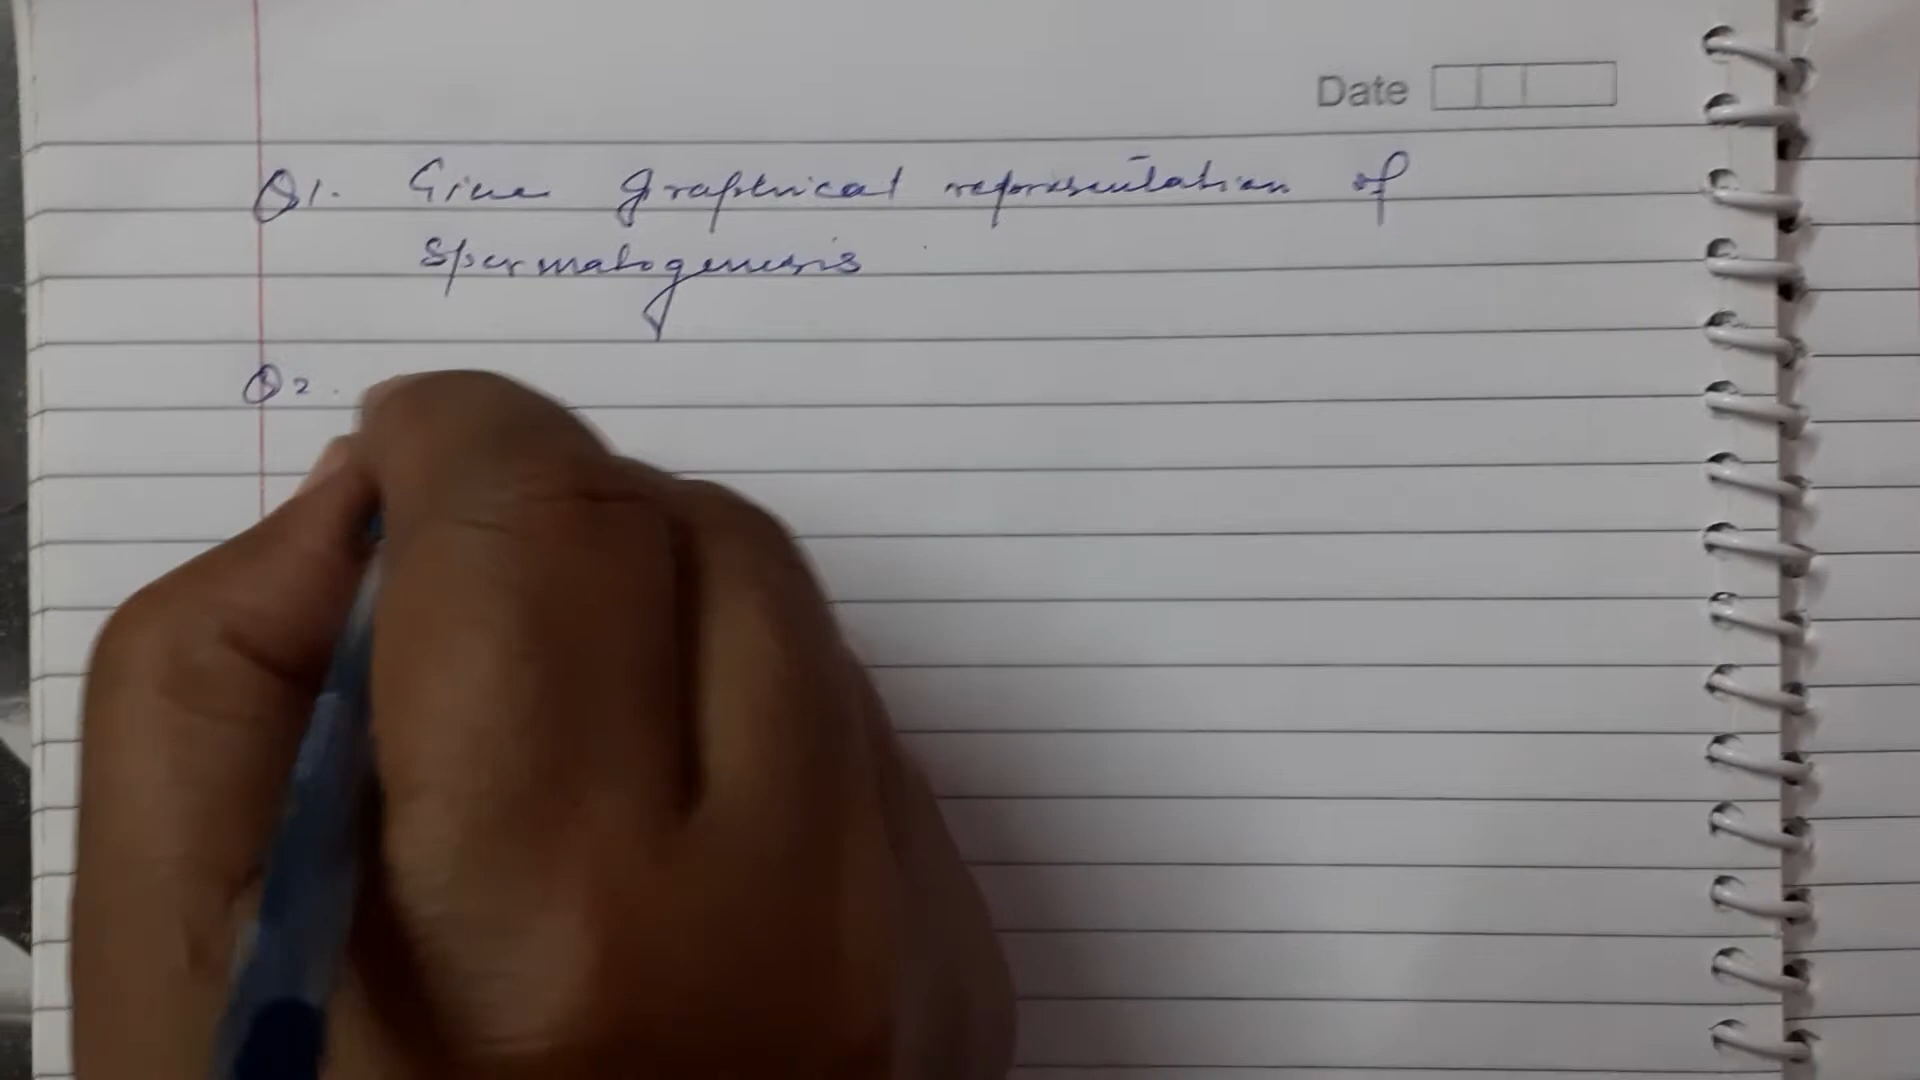 Date
Q1. Give graphical representation of
Spermatogenesis
Q2.